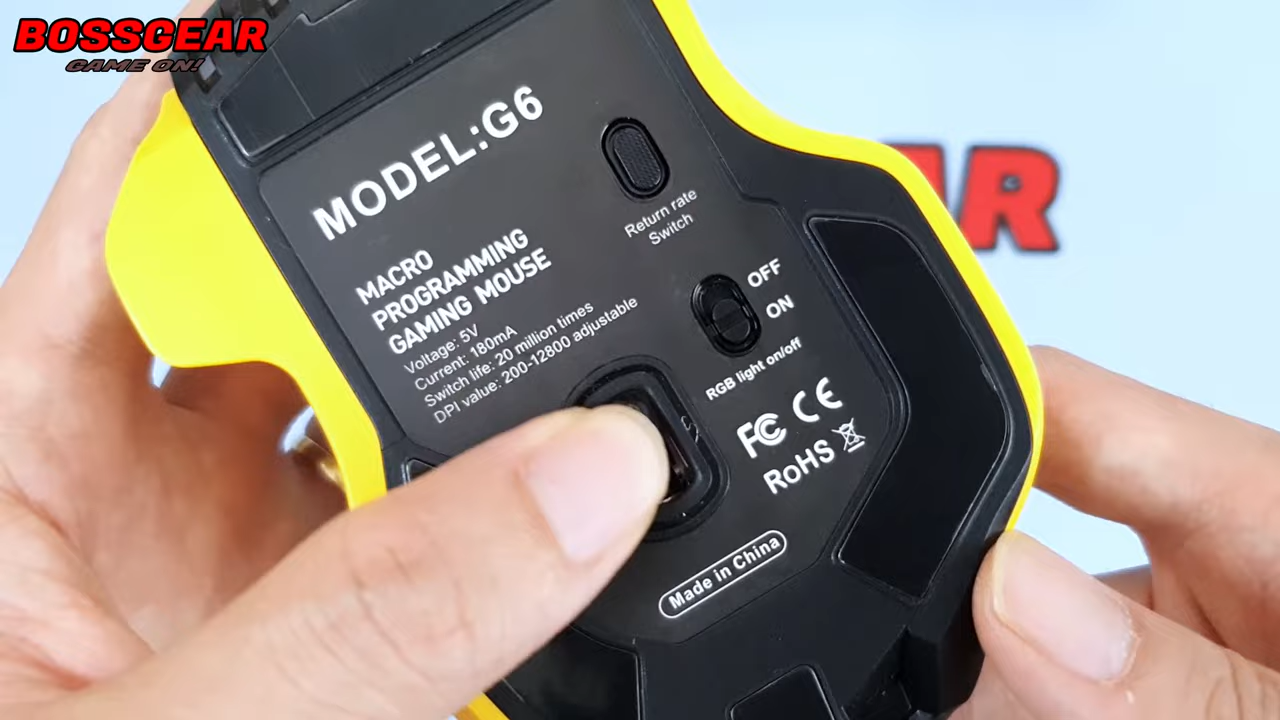 BOSSGEAR
GAME ON!
MODEL:G6
MACRO
PROGRAMMING
GAMING MOUSE
Voltage: 5V
Current: 180mA
Switch life: 20 million times
DPI value: 200-12800 adjustable
Return rate
Switch
OFF
ON
RGB light on/off
FC CE
RoHS
Made in China